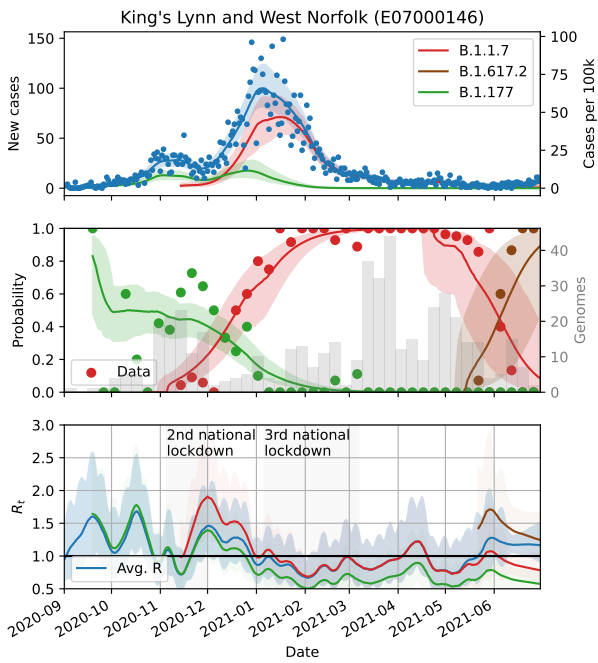 King's Lynn and West Norfolk (E07000146)
150
100
50
0
New cases
100
75
50
25
0
Cases per 100k
B.1.1.7
B.1.617.2
B.1.177
1.0
0.8
0.6
0.4
0.2
0.0
Probability
40
30
20
10
0
Genomes
Data
3.0
2.5
2.0
1.5
1.0
0.5
Rt
2nd national
lockdown
3rd national
lockdown
Avg. R
2020-09
2020-10
2020-11
2020-12
2021-01
2021-02
2021-03
2021-04
2021-05
2021-06
Date